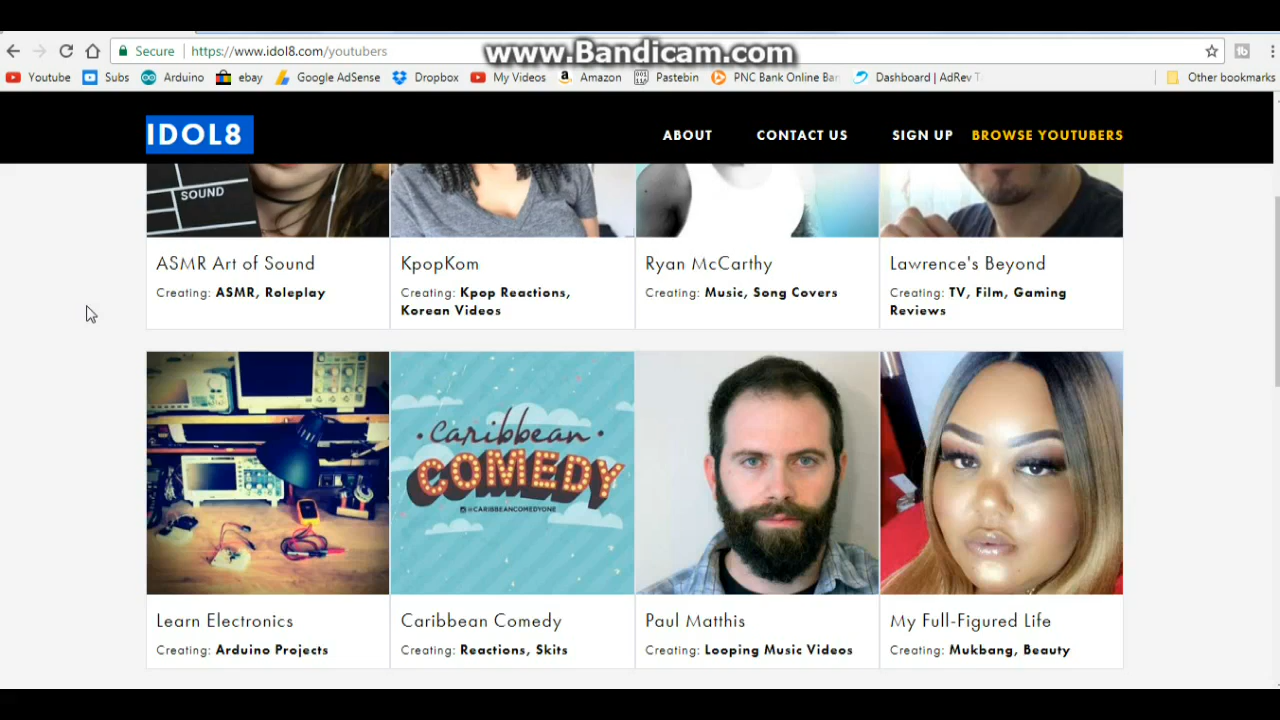 www.Bandicam.com
Secure https://www.idol8.com/youtubers
Youtube Subs Arduino ebay Google AdSense Dropbox My Videos Amazon Pastebin PNC Bank Online Ban Dashboard | AdRev T Other bookmarks
IDOL8 ABOUT CONTACT US SIGN UP BROWSE YOUTUBERS
SOUND
ASMR Art of Sound
Creating: ASMR, Roleplay
KpopKom
Creating: Kpop Reactions,
Korean Videos
Ryan McCarthy
Creating: Music, Song Covers
Lawrence's Beyond
Creating: TV, Film, Gaming
Reviews
•caribbean•
COMEDY
@CARIBBEANCOMEDYONE
Learn Electronics
Creating: Arduino Projects
Caribbean Comedy
Creating: Reactions, Skits
Paul Matthis
Creating: Looping Music Videos
My Full-Figured Life
Creating: Mukbang, Beauty